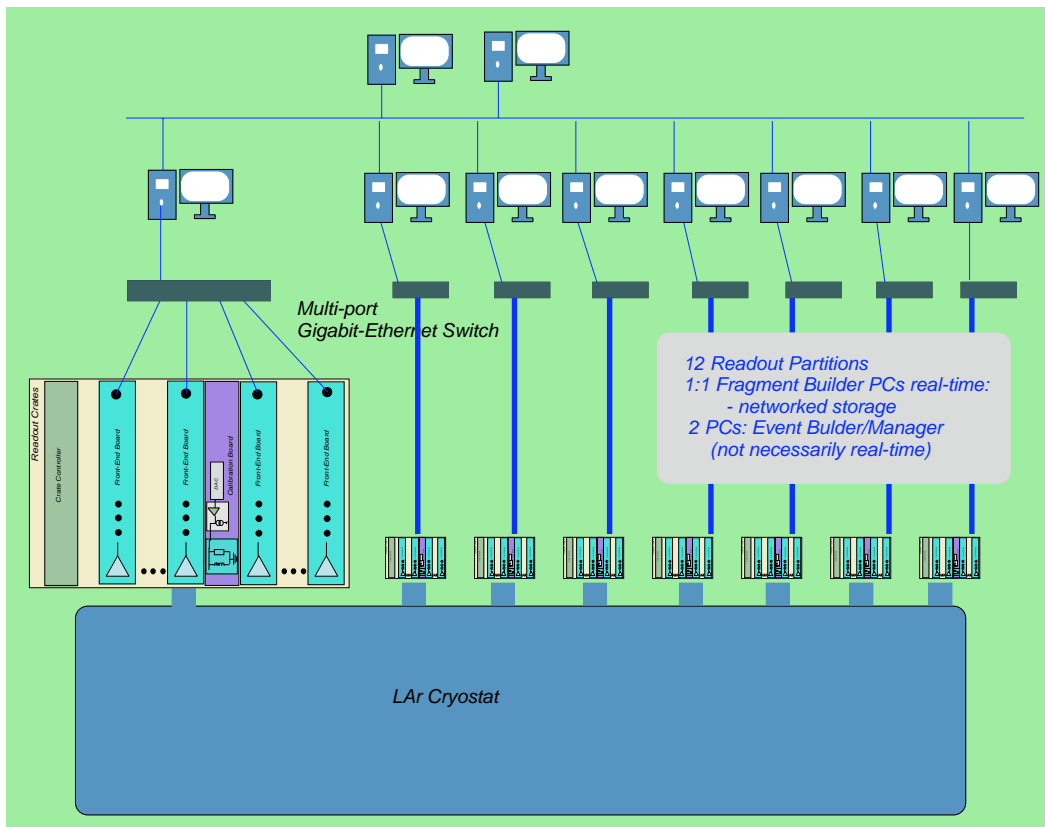 Multi-port
Gigabit-Ethernet Switch
12 Readout Partitions
1:1 Fragment Builder PCs real-time:
- networked storage
2 PCs: Event Bulder/Manager
(not necessarily real-time)
Readout Crates
Crate Controller
Front-End Board
Front-End Board
DAC
Calibration Board
Front-End Board
Front-End Board
LAr Cryostat